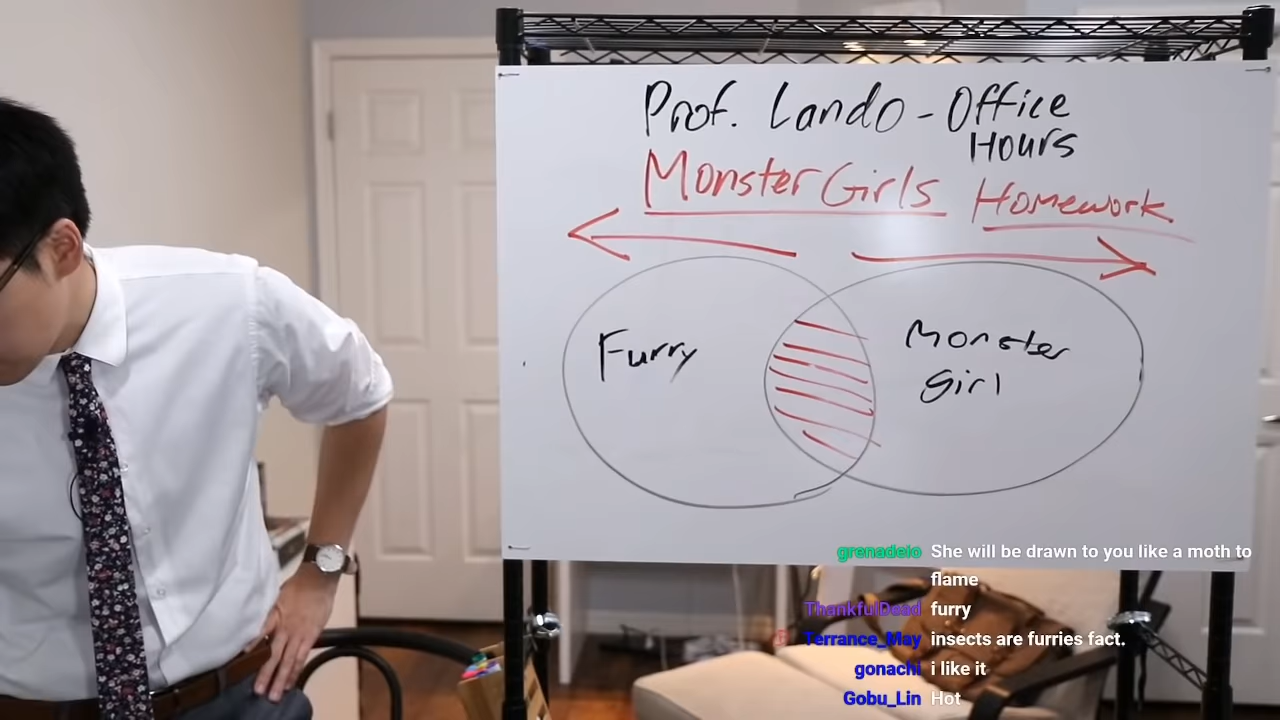 Prof. Lando - Office
Hours
Monster Girls Homework
Furry
Monster
Girl
grenadeio She will be drawn to you like a moth to
flame
ThankfulDead furry
Terrance_May insects are furries fact.
gonachi i like it
Gobu_Lin Hot